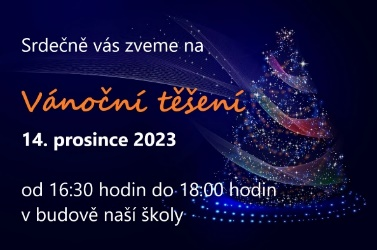 Srdečně vás zveme na
Vánoční těšení
14. prosince 2023
od 16:30 hodin do 18:00 hodin
v budově naší školy